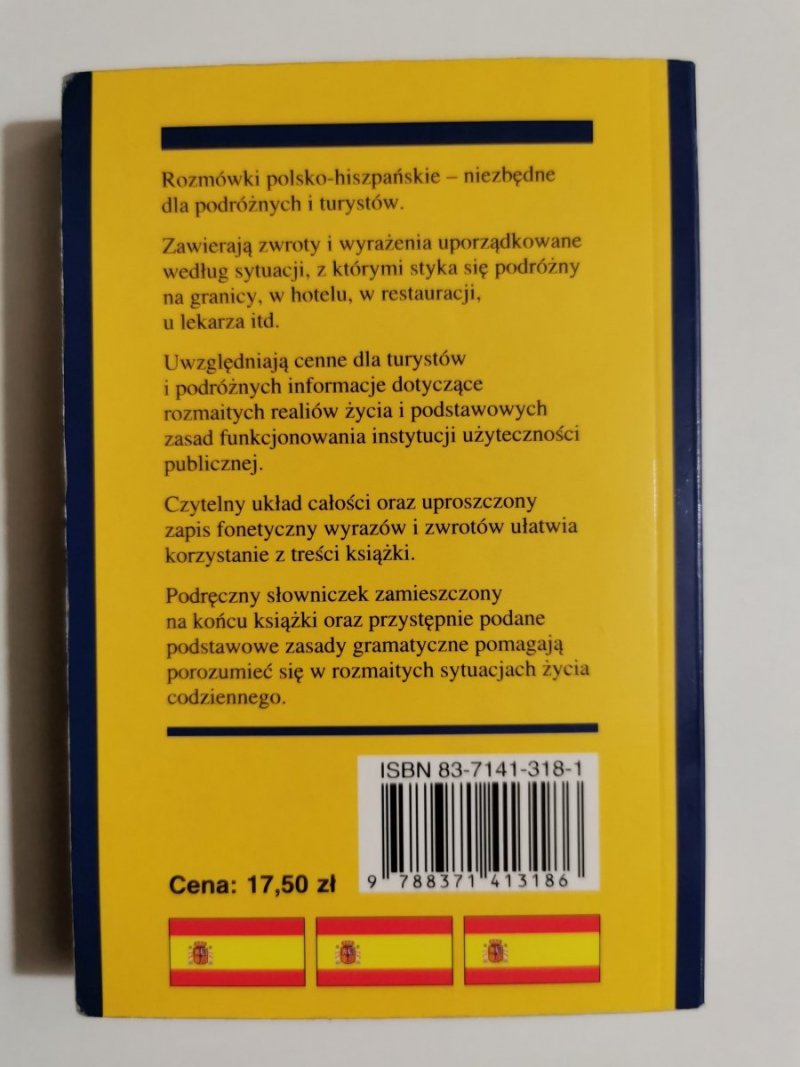 Rozmówki polsko-hiszpańskie – niezbędne
dla podróżnych i turystów.
Zawierają zwroty i wyrażenia uporządkowane
według sytuacji, z którymi styka się podróżny
na granicy, w hotelu, w restauracji,
u lekarza itd.
Uwzględniają cenne dla turystów
i podróżnych informacje dotyczące
rozmaitych realiów życia i podstawowych
zasad funkcjonowania instytucji użyteczności
publicznej.
Czytelny układ całości oraz uproszczony
zapis fonetyczny wyrazów i zwrotów ułatwia
korzystanie z treści książki.
Podręczny słowniczek zamieszczony
na końcu książki oraz przystępnie podane
podstawowe zasady gramatyczne pomagają
porozumieć się w rozmaitych sytuacjach życia
codziennego.
ISBN 83-7141-318-1
9 788371 413186
Cena: 17,50 zł